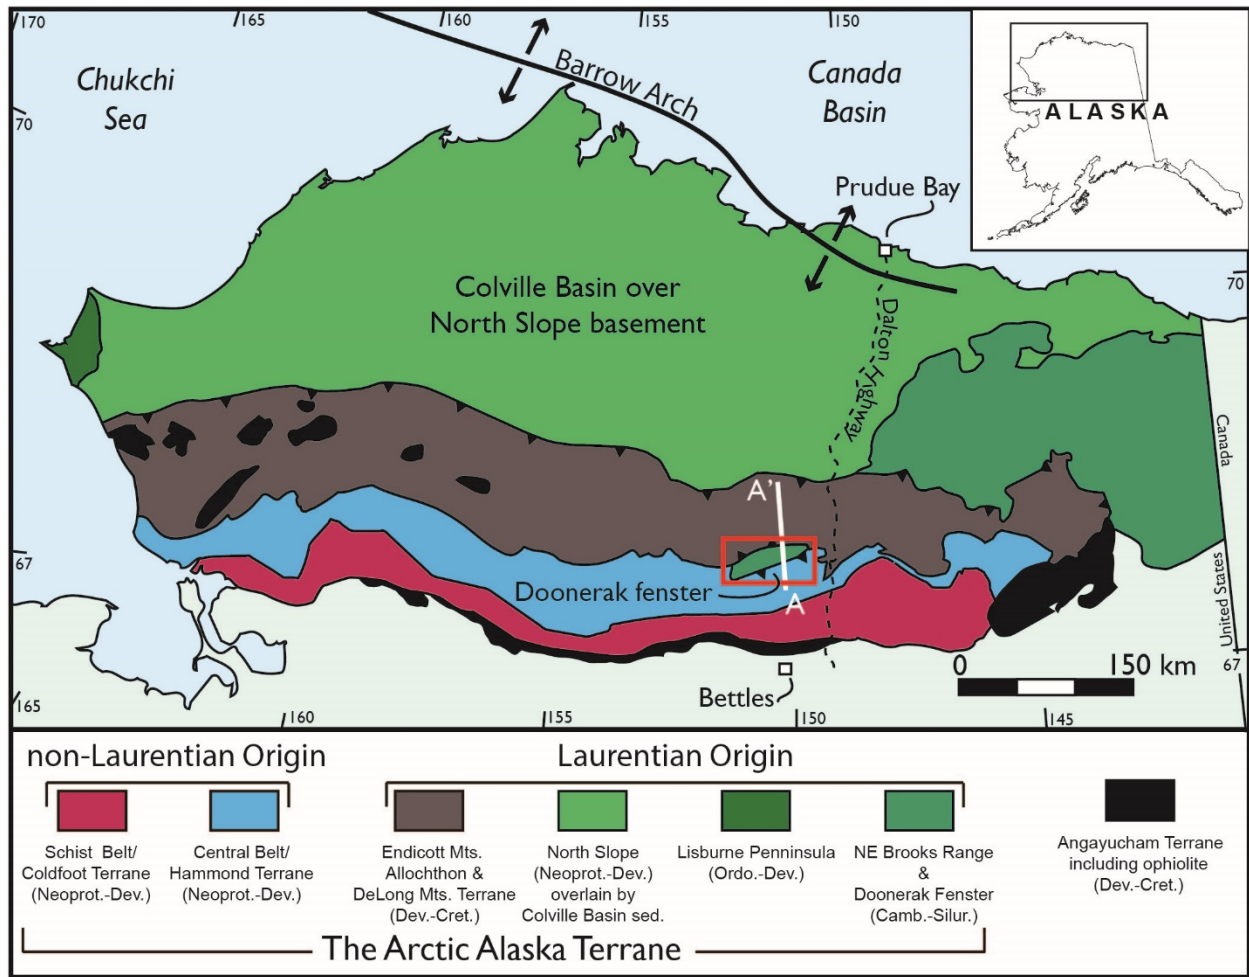 170
165
160
155
150
Chukchi
Sea
Barrow Arch
Canada
Basin
ALASKA
70
Prudue Bay
70
Colville Basin over
North Slope basement
Dalton Highway
Canada
United States
A'
67
Doonerak fenster
A
0
150 km
67
Bettles
165
160
155
150
145
non-Laurentian Origin
Laurentian Origin
Schist Belt/
Coldfoot Terrane
(Neoprot.-Dev.)
Central Belt/
Hammond Terrane
(Neoprot.-Dev.)
Endicott Mts.
Allochthon &
DeLong Mts. Terrane
(Dev.-Cret.)
North Slope
(Neoprot.-Dev.)
overlain by
Colville Basin sed.
Lisburne Penninsula
(Ordo.-Dev.)
NE Brooks Range
&
Doonerak Fenster
(Camb.-Silur.)
Angayucham Terrane
including ophiolite
(Dev.-Cret.)
The Arctic Alaska Terrane